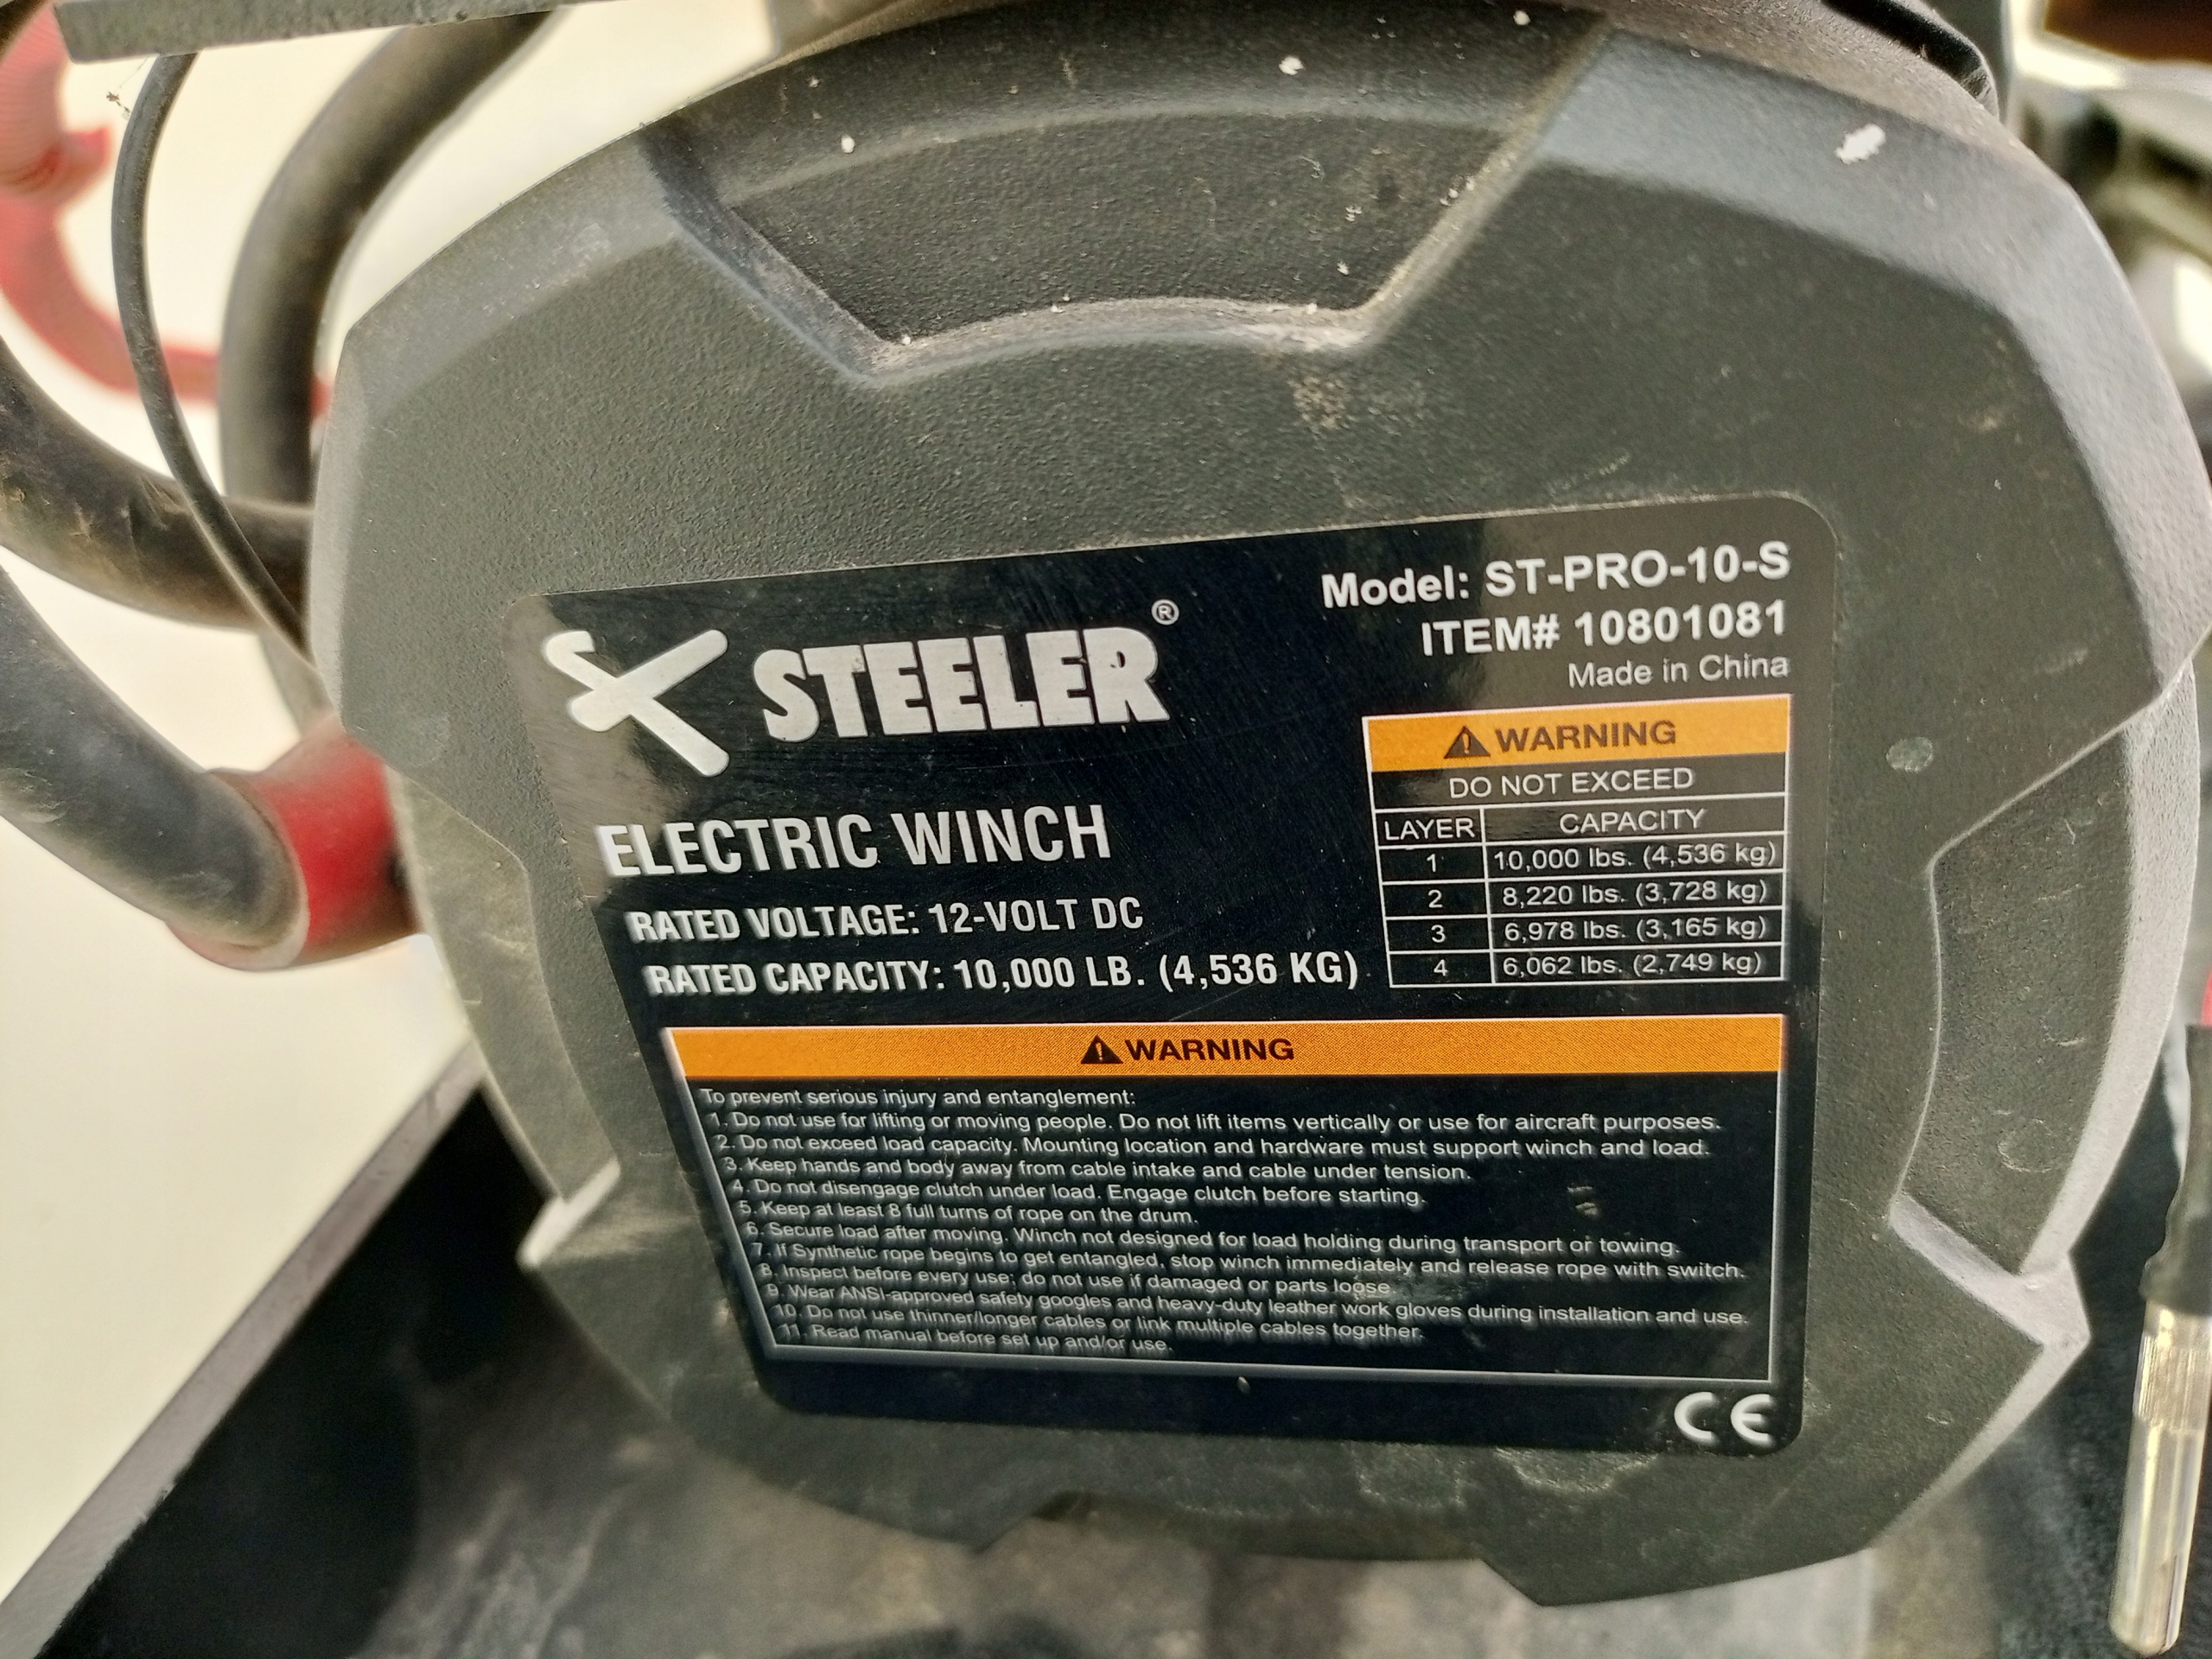 Model: ST-PRO-10-S
ITEM# 10801081
Made in China
STEELER®
ELECTRIC WINCH
RATED VOLTAGE: 12-VOLT DC
RATED CAPACITY: 10,000 LB. (4,536 KG)
WARNING
DO NOT EXCEED
LAYER CAPACITY
1 10,000 lbs. (4,536 kg)
2 8,220 lbs. (3,728 kg)
3 6,978 lbs. (3,165 kg)
4 6,062 lbs. (2,749 kg)
WARNING
To prevent serious injury and entanglement:
1. Do not use for lifting or moving people. Do not lift items vertically or use for aircraft purposes.
2. Do not exceed load capacity. Mounting location and hardware must support winch and load.
3. Keep hands and body away from cable intake and cable under tension.
4. Do not disengage clutch under load. Engage clutch before starting.
5. Keep at least 8 full turns of rope on the drum.
6. Secure load after moving. Winch not designed for load holding during transport or towing.
7. If Synthetic rope begins to get entangled, stop winch immediately and release rope with switch.
8. Inspect before every use; do not use if damaged or parts loose.
9. Wear ANSI-approved safety googles and heavy-duty leather work gloves during installation and use.
10. Do not use thinner/longer cables or link multiple cables together.
11. Read manual before set up and/or use.
CE